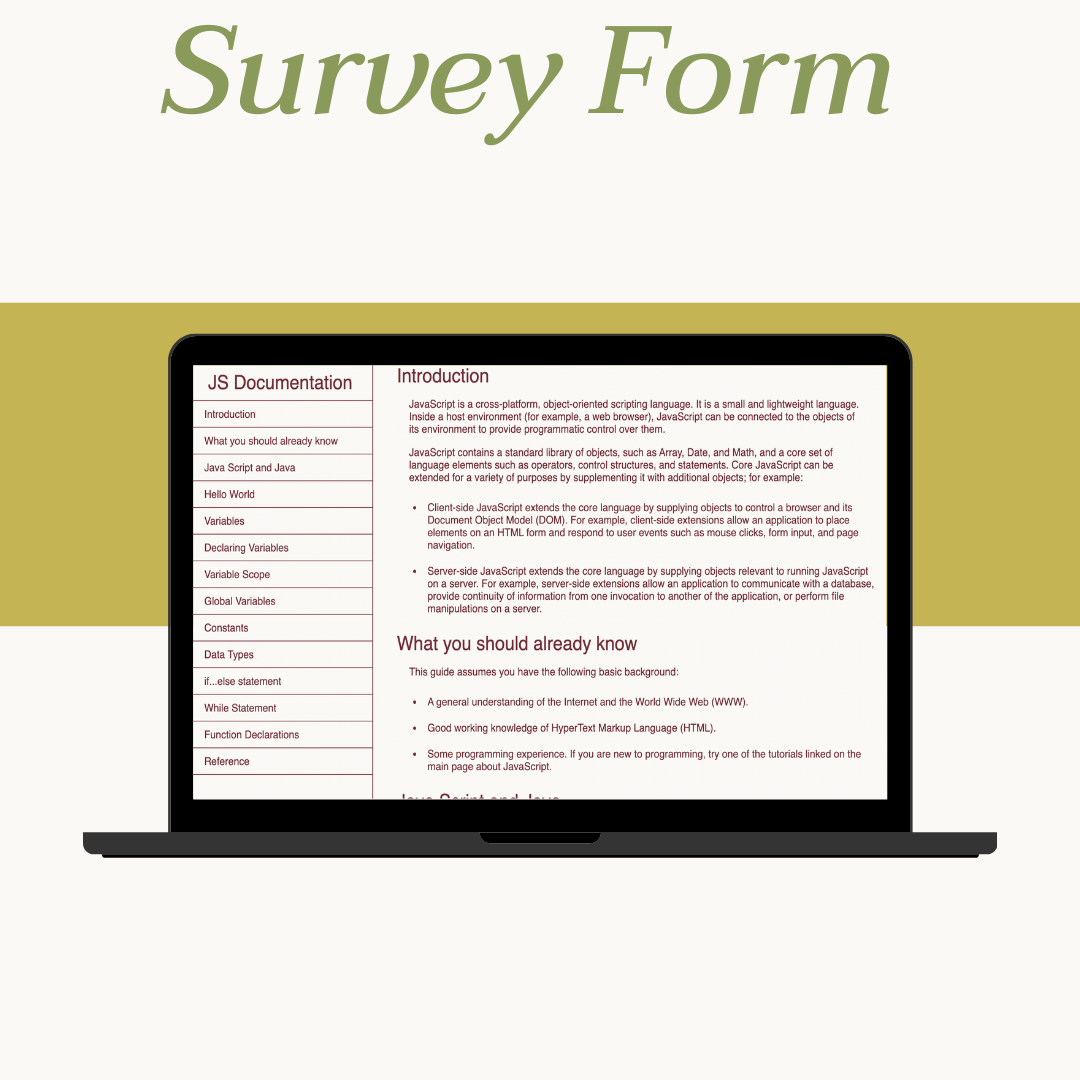 Survey Form
JS Documentation
Introduction
What you should already know
Java Script and Java
Hello World
Variables
Declaring Variables
Variable Scope
Global Variables
Constants
Data Types
if...else statement
While Statement
Function Declarations
Reference
Introduction
JavaScript is a cross-platform, object-oriented scripting language. It is a small and lightweight language.
Inside a host environment (for example, a web browser), JavaScript can be connected to the objects of
its environment to provide programmatic control over them.
JavaScript contains a standard library of objects, such as Array, Date, and Math, and a core set of
language elements such as operators, control structures, and statements. Core JavaScript can be
extended for a variety of purposes by supplementing it with additional objects; for example:
• Client-side JavaScript extends the core language by supplying objects to control a browser and its
Document Object Model (DOM). For example, client-side extensions allow an application to place
elements on an HTML form and respond to user events such as mouse clicks, form input, and page
navigation.
• Server-side JavaScript extends the core language by supplying objects relevant to running JavaScript
on a server. For example, server-side extensions allow an application to communicate with a database,
provide continuity of information from one invocation to another of the application, or perform file
manipulations on a server.
What you should already know
This guide assumes you have the following basic background:
• A general understanding of the Internet and the World Wide Web (WWW).
• Good working knowledge of HyperText Markup Language (HTML).
• Some programming experience. If you are new to programming, try one of the tutorials linked on the
main page about JavaScript.
Java Script and Java